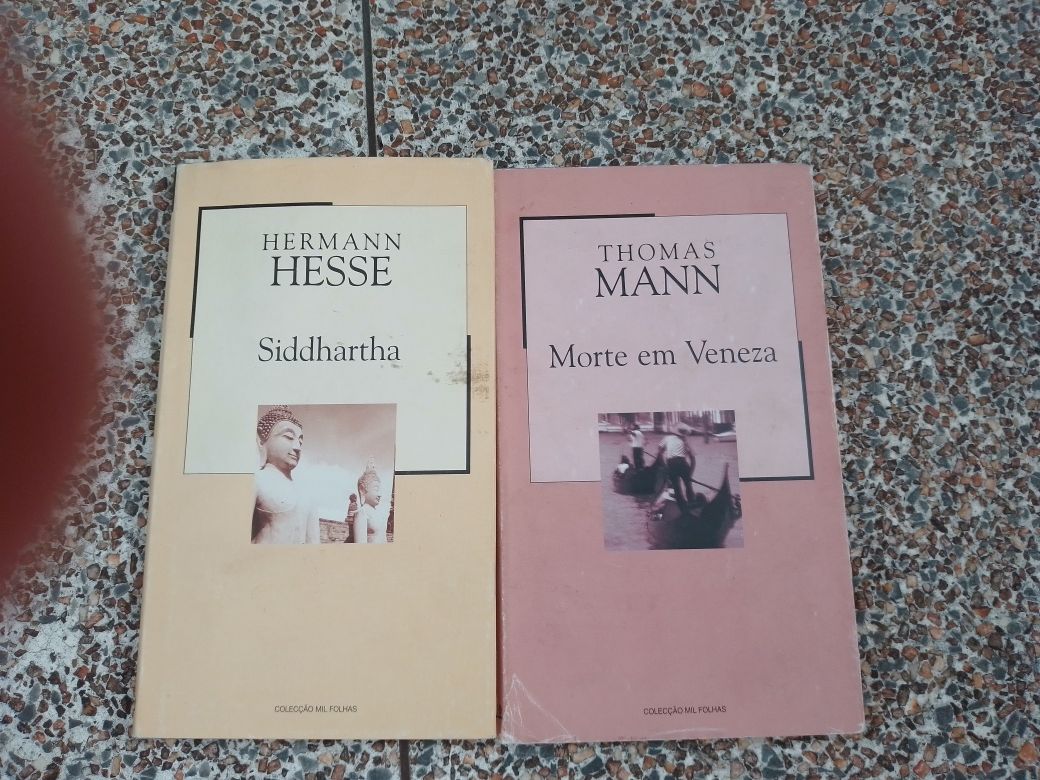 HERMANN
HESSE
Siddhartha
COLECÇÃO MIL FOLHAS
THOMAS
MANN
Morte em Veneza
COLECÇÃO MIL FOLHAS